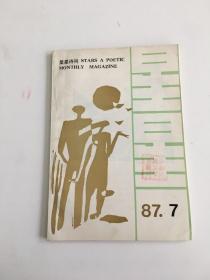 星星诗刊 STARS A POETIC
MONTHLY MAGAZINE
星星
87. 7